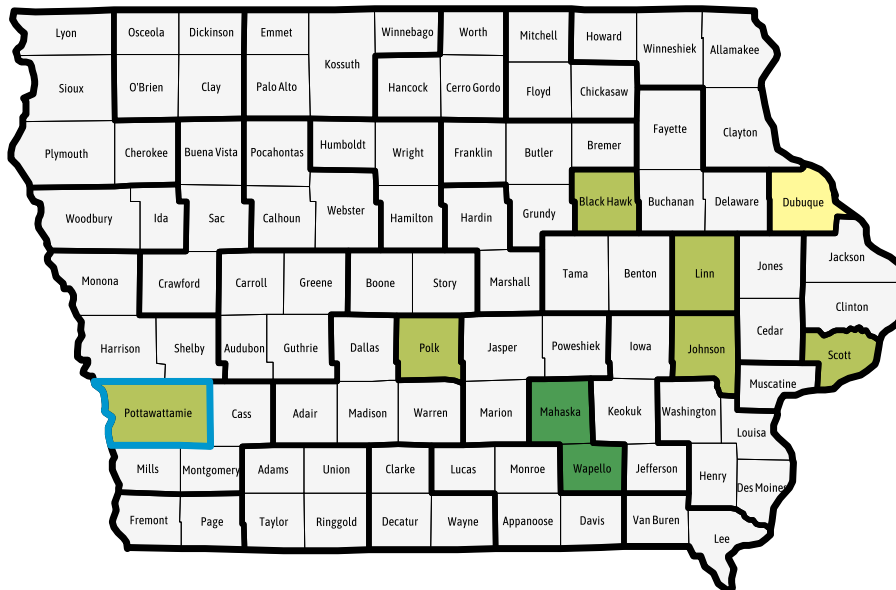 Lyon
Osceola
Dickinson
Emmet
Kossuth
Winnebago
Worth
Mitchell
Howard
Winneshiek
Allamakee
Sioux
O'Brien
Clay
Palo Alto
Hancock
Cerro Gordo
Floyd
Chickasaw
Fayette
Clayton
Plymouth
Cherokee
Buena Vista
Pocahontas
Humboldt
Wright
Franklin
Butler
Bremer
Woodbury
Ida
Sac
Calhoun
Webster
Hamilton
Hardin
Grundy
Black Hawk
Buchanan
Delaware
Dubuque
Monona
Crawford
Carroll
Greene
Boone
Story
Marshall
Tama
Benton
Linn
Jones
Jackson
Clinton
Harrison
Shelby
Audubon
Guthrie
Dallas
Polk
Jasper
Poweshiek
Iowa
Johnson
Cedar
Scott
Muscatine
Pottawattamie
Cass
Adair
Madison
Warren
Marion
Mahaska
Keokuk
Washington
Louisa
Mills
Montgomery
Adams
Union
Clarke
Lucas
Monroe
Wapello
Jefferson
Henry
Des Moines
Fremont
Page
Taylor
Ringgold
Decatur
Wayne
Appanoose
Davis
Van Buren
Lee